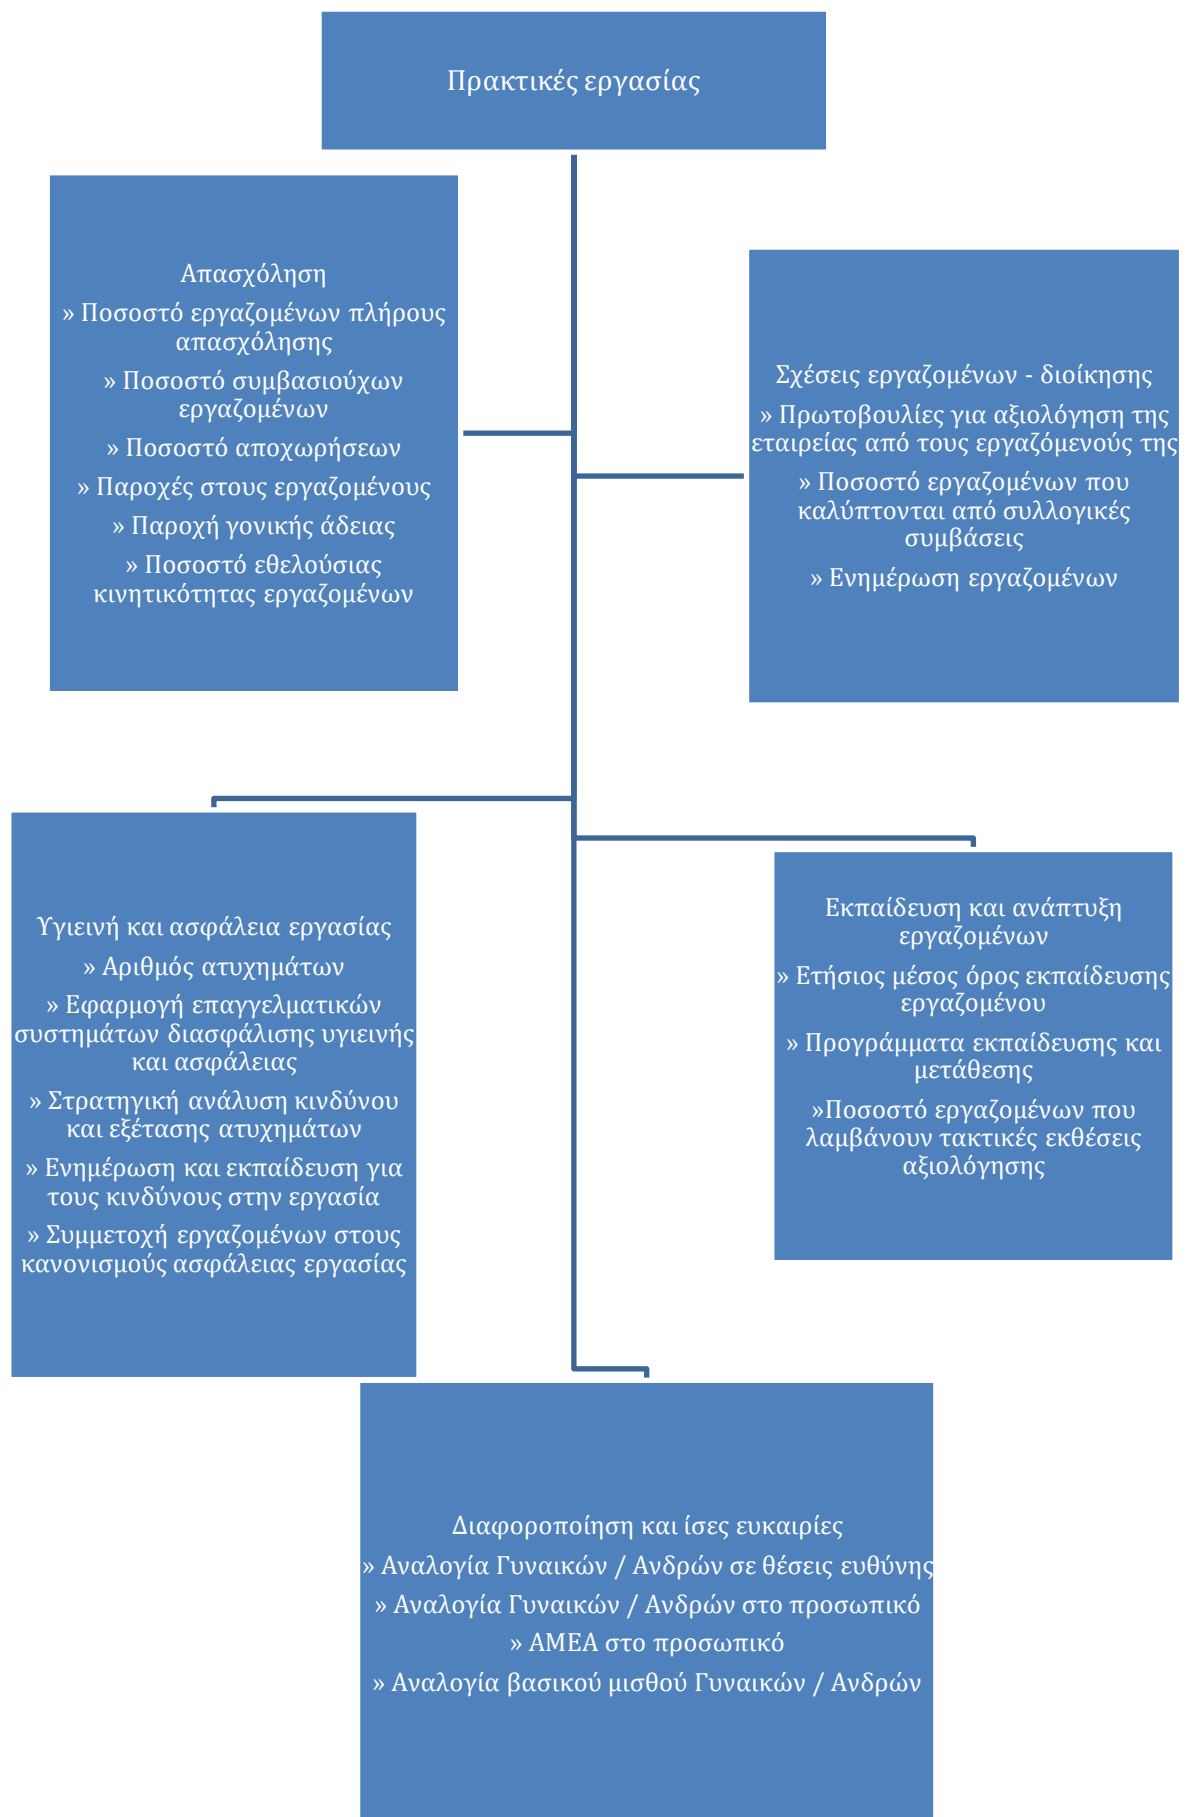 Πρακτικές εργασίας
Απασχόληση
» Ποσοστό εργαζομένων πλήρους
απασχόλησης
» Ποσοστό συμβασιούχων
εργαζομένων
» Ποσοστό αποχωρήσεων
» Παροχές στους εργαζομένους
» Παροχή γονικής άδειας
» Ποσοστό εθελούσιας
κινητικότητας εργαζομένων
Σχέσεις εργαζομένων - διοίκησης
» Πρωτοβουλίες για αξιολόγηση της
εταιρείας από τους εργαζόμενούς της
» Ποσοστό εργαζομένων που
καλύπτονται από συλλογικές
συμβάσεις
» Ενημέρωση εργαζομένων
Υγιεινή και ασφάλεια εργασίας
» Αριθμός ατυχημάτων
» Εφαρμογή επαγγελματικών
συστημάτων διασφάλισης υγιεινής
και ασφάλειας
» Στρατηγική ανάλυση κινδύνου
και εξέτασης ατυχημάτων
» Ενημέρωση και εκπαίδευση για
τους κινδύνους στην εργασία
» Συμμετοχή εργαζομένων στους
κανονισμούς ασφάλειας εργασίας
Εκπαίδευση και ανάπτυξη
εργαζομένων
» Ετήσιος μέσος όρος εκπαίδευσης
εργαζομένου
» Προγράμματα εκπαίδευσης και
μετάθεσης
»Ποσοστό εργαζομένων που
λαμβάνουν τακτικές εκθέσεις
αξιολόγησης
Διαφοροποίηση και ίσες ευκαιρίες
» Αναλογία Γυναικών / Ανδρών σε θέσεις ευθύνης
» Αναλογία Γυναικών / Ανδρών στο προσωπικό
» ΑΜΕΑ στο προσωπικό
» Αναλογία βασικού μισθού Γυναικών / Ανδρών